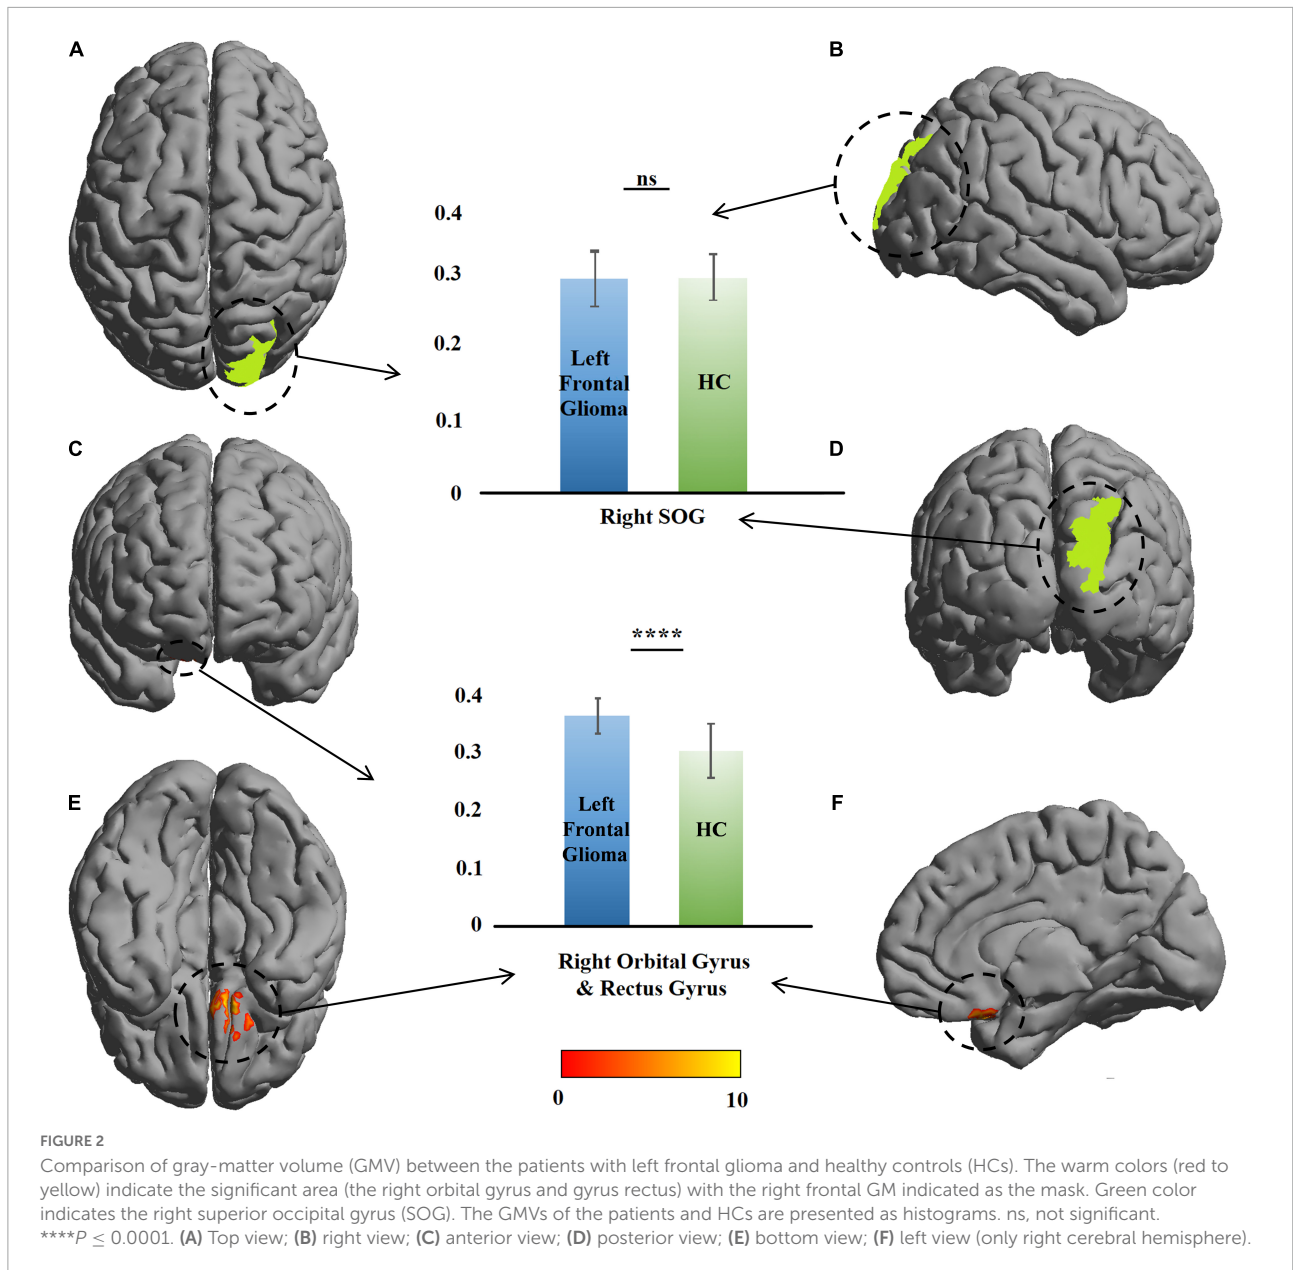 A
B
ns
0.4
0.3
0.2
0.1
0
Left
Frontal
Glioma
HC
Right SOG
C
D
****
0.4
0.3
0.2
0.1
0
Left
Frontal
Glioma
HC
Right Orbital Gyrus
& Rectus Gyrus
E
F
0
10
FIGURE 2
Comparison of gray-matter volume (GMV) between the patients with left frontal glioma and healthy controls (HCs). The warm colors (red to
yellow) indicate the significant area (the right orbital gyrus and gyrus rectus) with the right frontal GM indicated as the mask. Green color
indicates the right superior occipital gyrus (SOG). The GMVs of the patients and HCs are presented as histograms. ns, not significant.
****P ≤ 0.0001. (A) Top view; (B) right view; (C) anterior view; (D) posterior view; (E) bottom view; (F) left view (only right cerebral hemisphere).